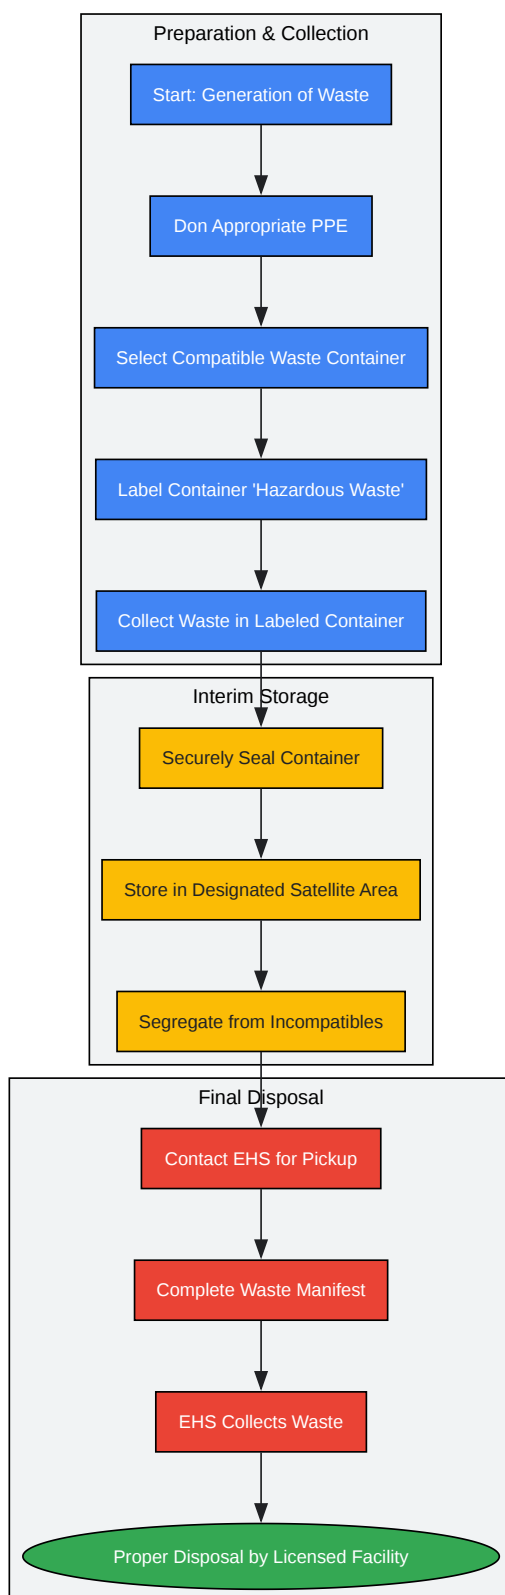 Preparation & Collection
Start: Generation of Waste
Don Appropriate PPE
Select Compatible Waste Container
Label Container 'Hazardous Waste'
Collect Waste in Labeled Container
Interim Storage
Securely Seal Container
Store in Designated Satellite Area
Segregate from Incompatibles
Final Disposal
Contact EHS for Pickup
Complete Waste Manifest
EHS Collects Waste
Proper Disposal by Licensed Facility